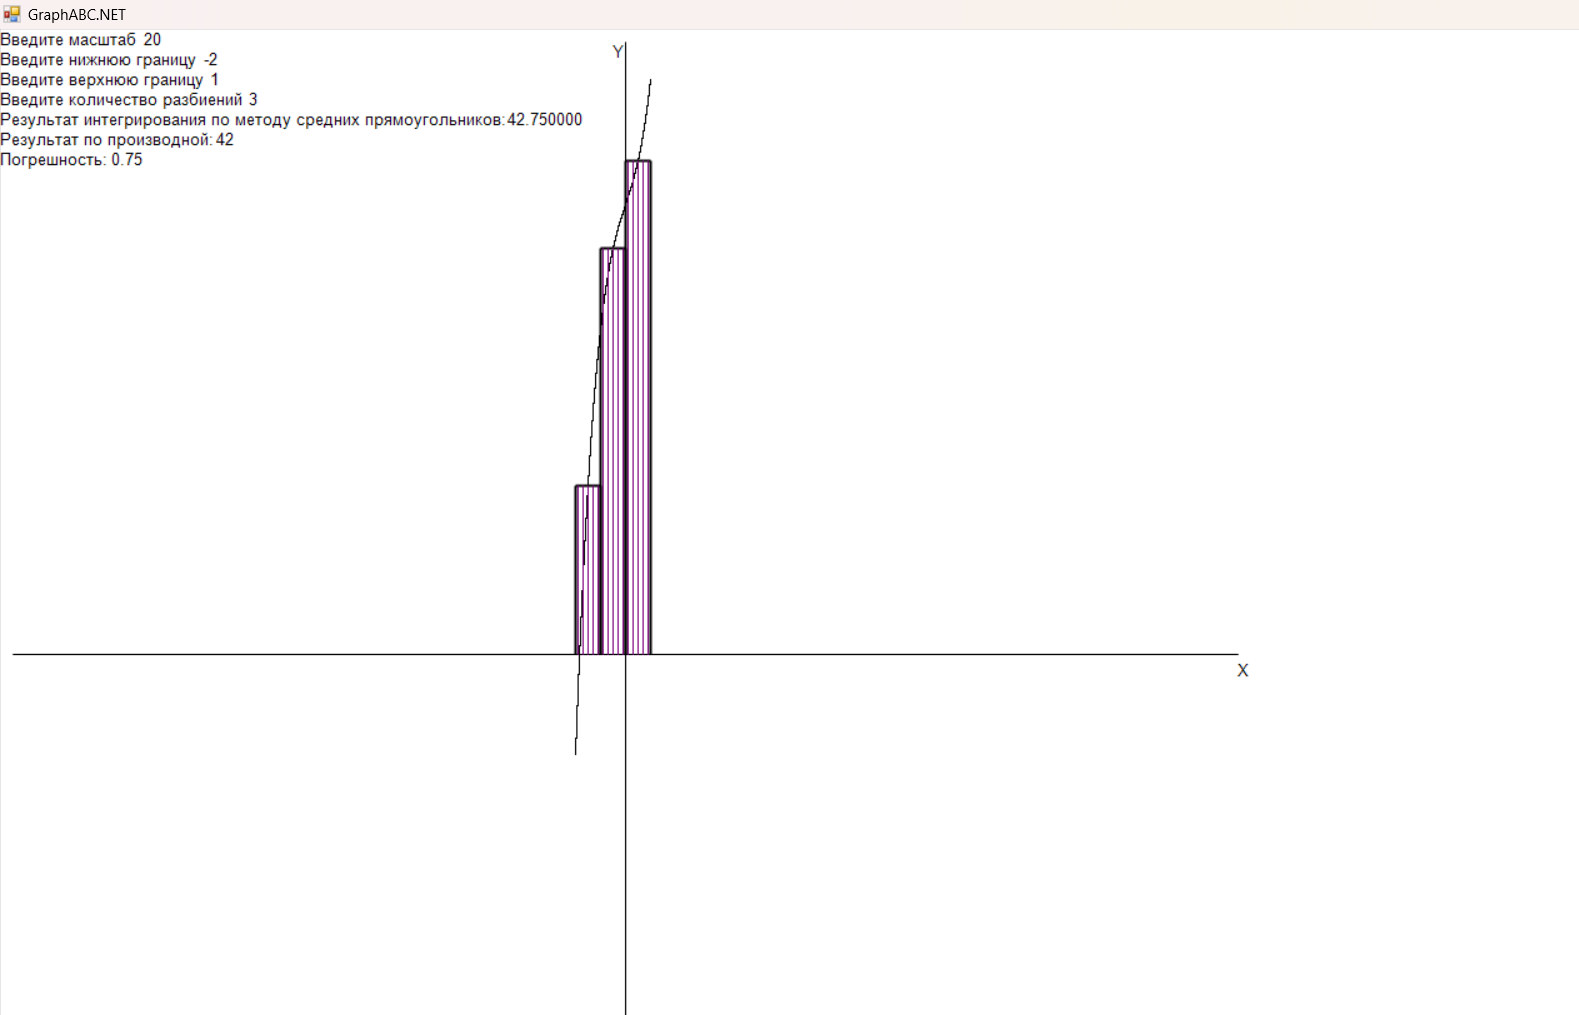 GraphABC.NET
Введите масштаб 20
Введите нижнюю границу -2
Введите верхнюю границу 1
Введите количество разбиений 3
Результат интегрирования по методу средних прямоугольников:42.750000
Результат по производной:42
Погрешность: 0.75
Y
X